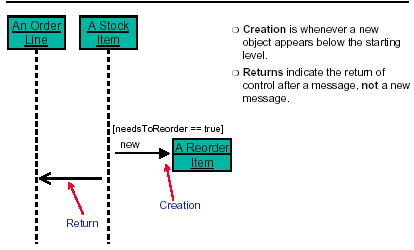 An Order
Line
A Stock
Item
❍ Creation is whenever a new
object appears below the starting
level.
❍ Returns indicate the return of
control after a message, not a new
message.
[needsToReorder == true]
new
A Reorder
Item
Creation
Return